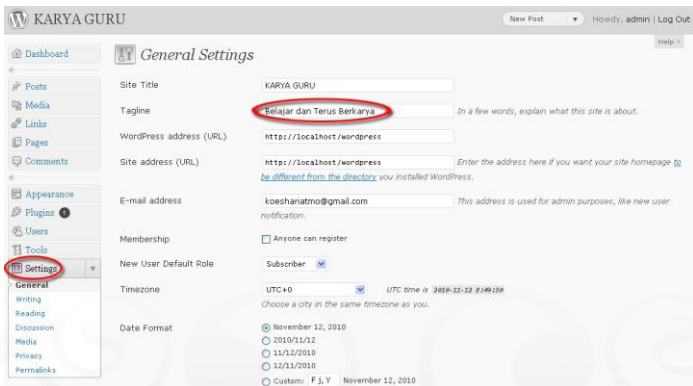 KARYA GURU
New Post
Howdy, admin | Log Out
Help
Dashboard
Posts
Media
Links
Pages
Comments
Appearance
Plugins 1
Users
Tools
Settings
General
Writing
Reading
Discussion
Media
Privacy
Permalinks
General Settings
Site Title KARYA GURU
Tagline Belajar dan Terus Berkarya In a few words, explain what this site is about.
WordPress address (URL) http://localhost/wordpress
Site address (URL) http://localhost/wordpress Enter the address here if you want your site homepage to
be different from the directory you installed WordPress.
E-mail address koeshariatmo@gmail.com This address is used for admin purposes, like new user
notification.
Membership Anyone can register
New User Default Role Subscriber
Timezone UTC+0 UTC time is 2010-11-12 8:49:20
Choose a city in the same timezone as you.
Date Format November 12, 2010
2010/11/12
11/12/2010
12/11/2010
Custom: F j, Y November 12, 2010